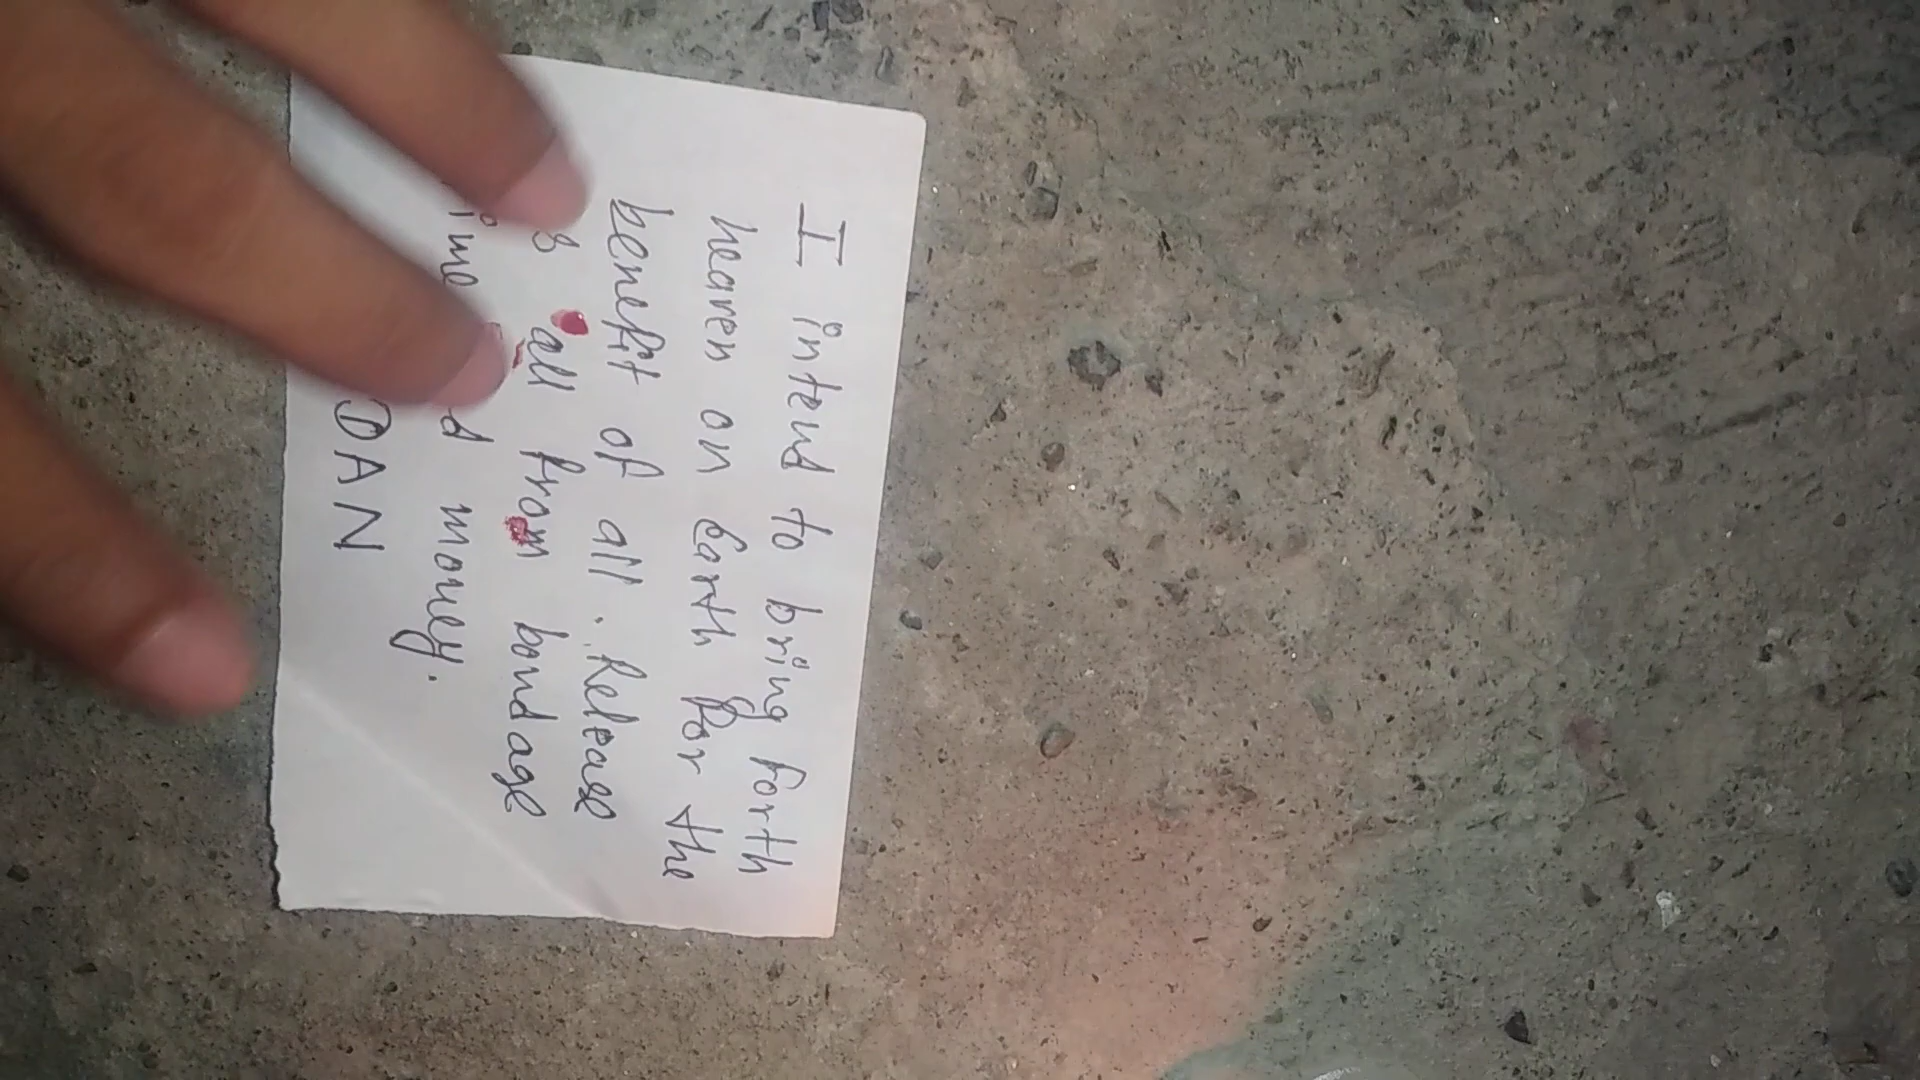 I intend to bring forth
heaven on Earth for the
benefit of all. Release
all from bondage
money.
DAN